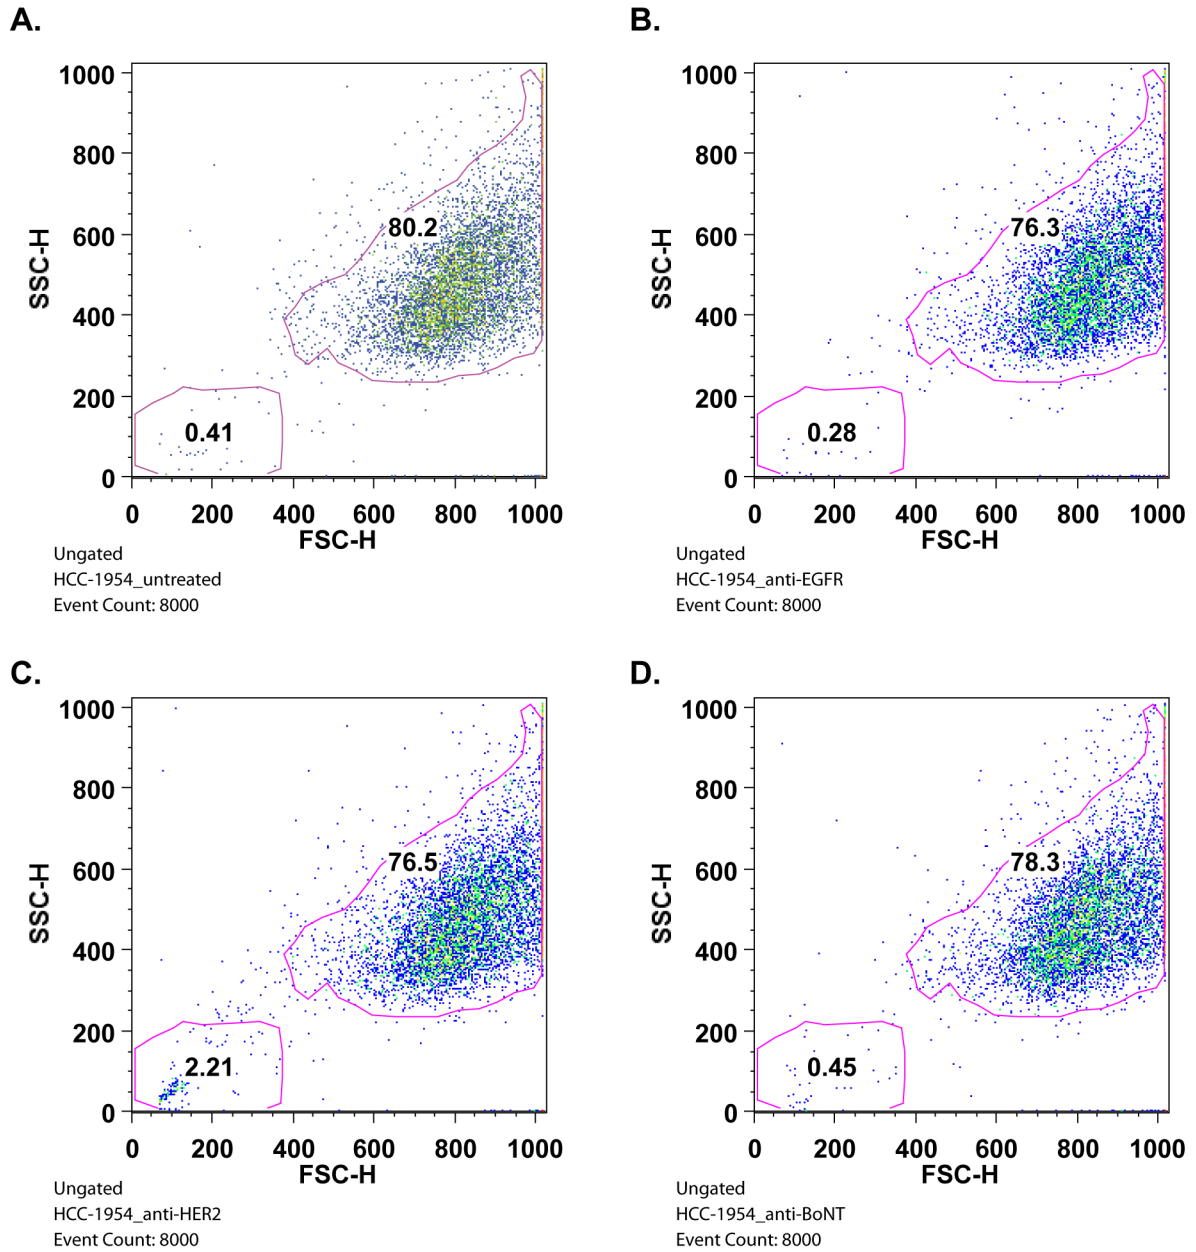 A.
1000
800
600
400
200
0
SSC-H
80.2
0.41
0 200 400 600 800 1000
FSC-H
Ungated
HCC-1954_untreated
Event Count: 8000
B.
1000
800
600
400
200
0
SSC-H
76.3
0.28
0 200 400 600 800 1000
FSC-H
Ungated
HCC-1954_anti-EGFR
Event Count: 8000
C.
1000
800
600
400
200
0
SSC-H
76.5
2.21
0 200 400 600 800 1000
FSC-H
Ungated
HCC-1954_anti-HER2
Event Count: 8000
D.
1000
800
600
400
200
0
SSC-H
78.3
0.45
0 200 400 600 800 1000
FSC-H
Ungated
HCC-1954_anti-BoNT
Event Count: 8000